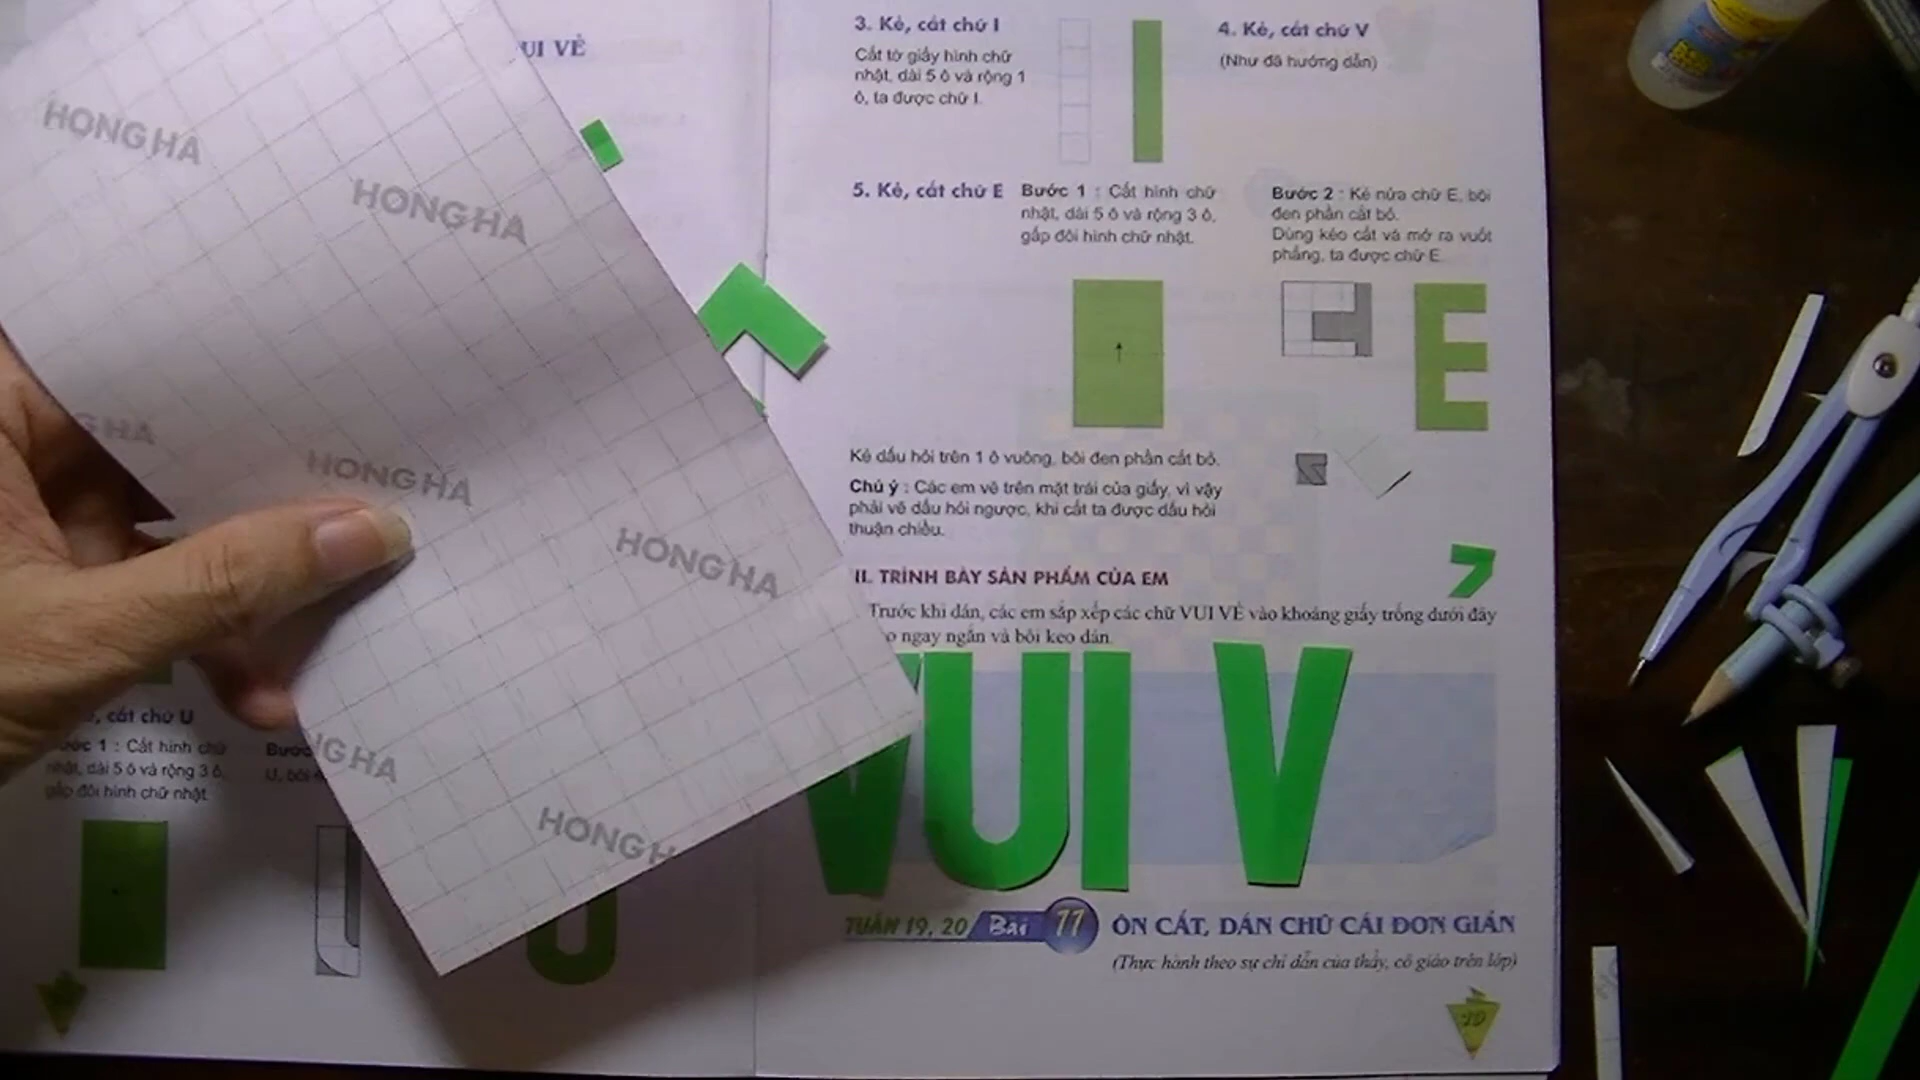 UI VẺ
HONG HA
HONG HA
HA
HONG HA
HONG HA
HA
HONG
cắt chữ U
1 : Cắt hình chữ
nhật, dài 5 ô và rộng 3 ô,
gấp đôi hình chữ nhật.
3. Kẻ, cắt chữ I
Cắt tờ giấy hình chữ
nhật, dài 5 ô và rộng 1
ô, ta được chữ I.
4. Kẻ, cắt chữ V
(Như đã hướng dẫn)
5. Kẻ, cắt chữ E
Bước 1 : Cắt hình chữ
nhật, dài 5 ô và rộng 3 ô,
gấp đôi hình chữ nhật.
Bước 2 : Kẻ nửa chữ E, bôi
đen phần cắt bỏ.
Dùng kéo cắt và mở ra vuốt
phẳng, ta được chữ E.
E
Kẻ dấu hỏi trên 1 ô vuông, bôi đen phần cắt bỏ.
Chú ý : Các em vẽ trên mặt trái của giấy, vì vậy
phải vẽ dấu hỏi ngược, khi cắt ta được dấu hỏi
thuận chiều.
II. TRÌNH BÀY SẢN PHẨM CỦA EM
Trước khi dán, các em sắp xếp các chữ VUI VẺ vào khoảng giấy trống dưới đây
ngay ngắn và bôi keo dán.
VUI V
TUẦN 19, 20 Bài 11 ÔN CẮT, DÁN CHỮ CÁI ĐƠN GIẢN
(Thực hành theo sự chỉ dẫn của thầy, cô giáo trên lớp)